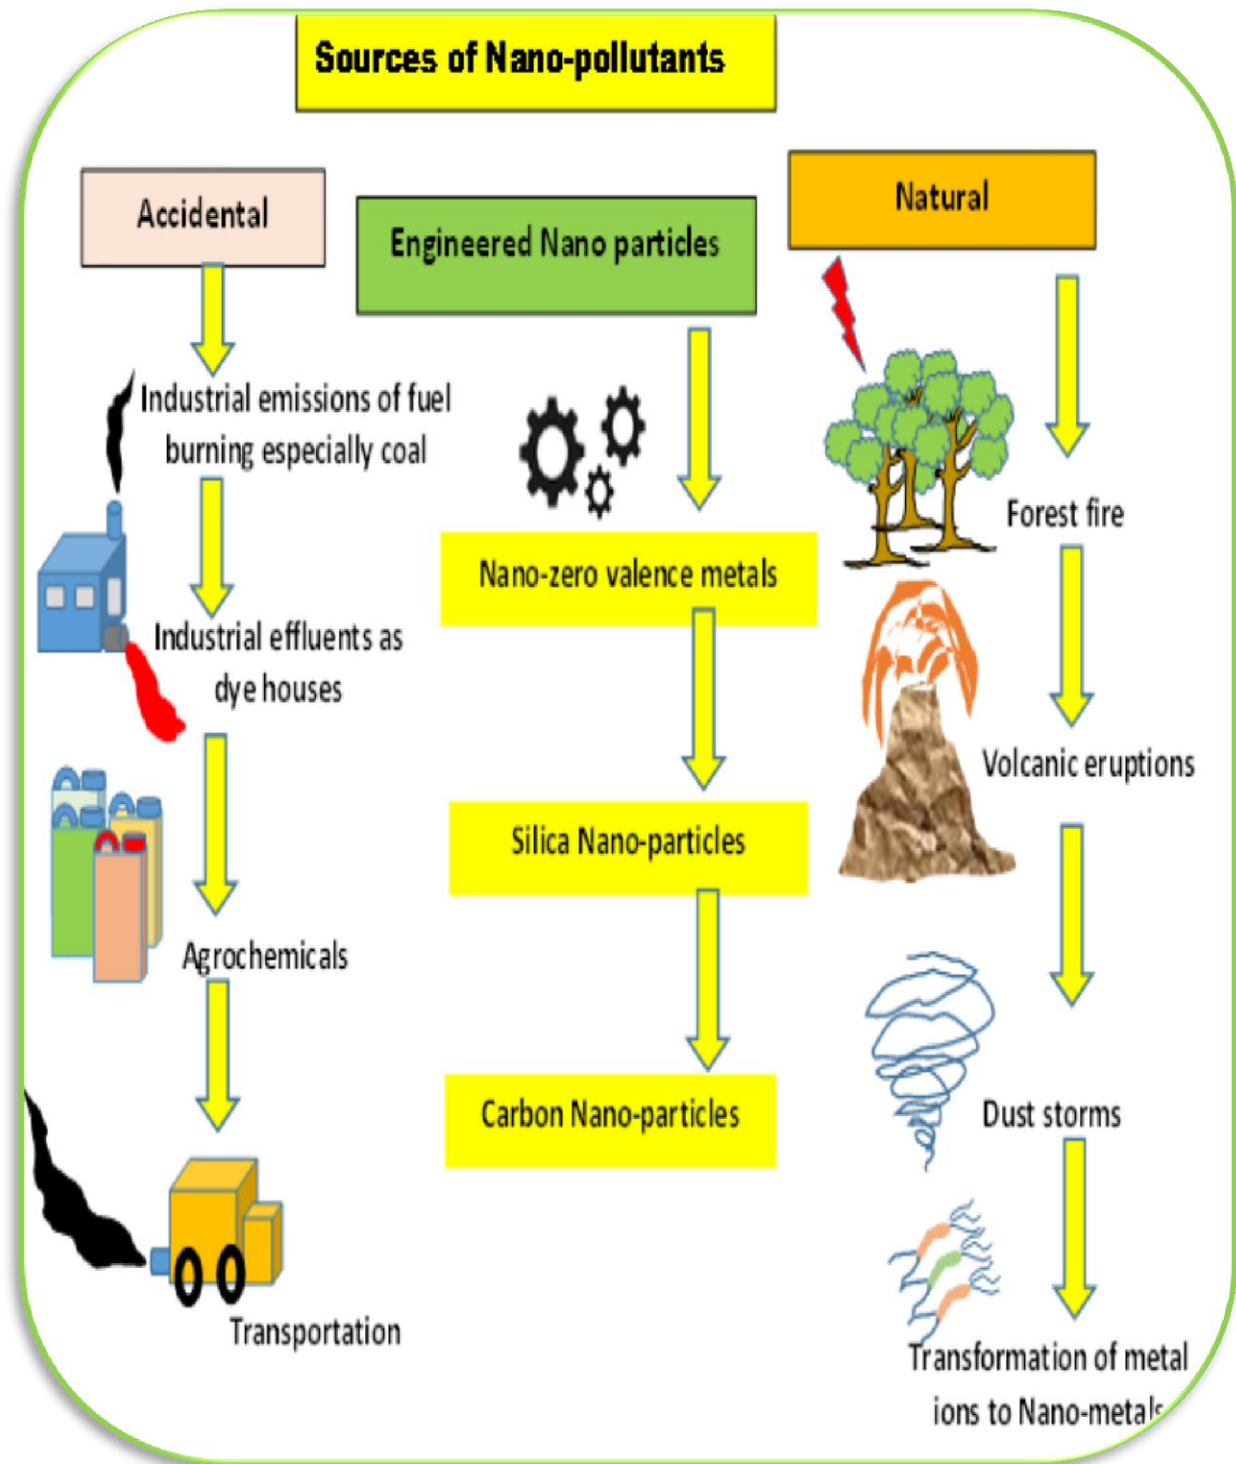 Sources of Nano-pollutants
Accidental
Industrial emissions of fuel
burning especially coal
Industrial effluents as
dye houses
Agrochemicals
Transportation
Engineered Nano particles
Nano-zero valence metals
Silica Nano-particles
Carbon Nano-particles
Natural
Forest fire
Volcanic eruptions
Dust storms
Transformation of metal
ions to Nano-metals